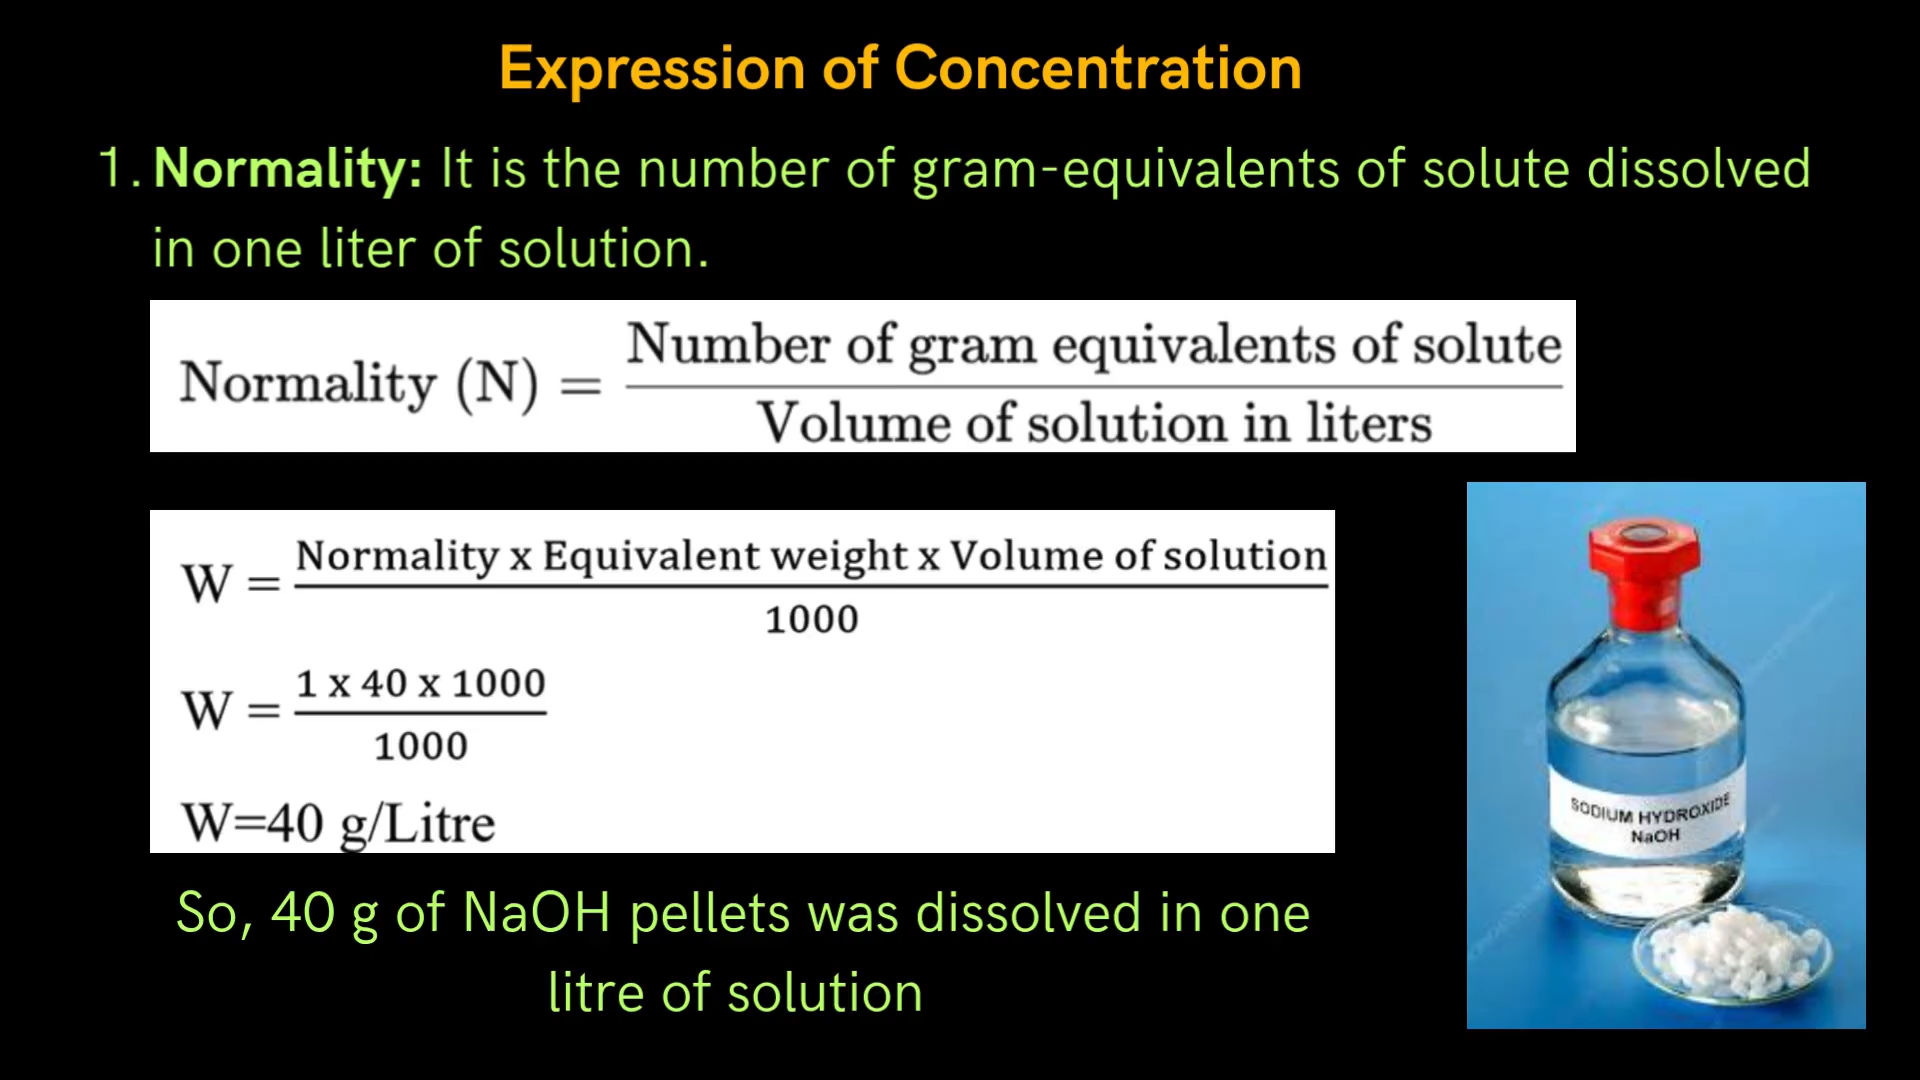 Expression of Concentration
1. Normality: It is the number of gram-equivalents of solute dissolved
in one liter of solution.
Normality (N) = Number of gram equivalents of solute / Volume of solution in liters
W = Normality x Equivalent weight x Volume of solution / 1000
W = 1 x 40 x 1000 / 1000
W=40 g/Litre
SODIUM HYDROXIDE
NaOH
So, 40 g of NaOH pellets was dissolved in one
litre of solution